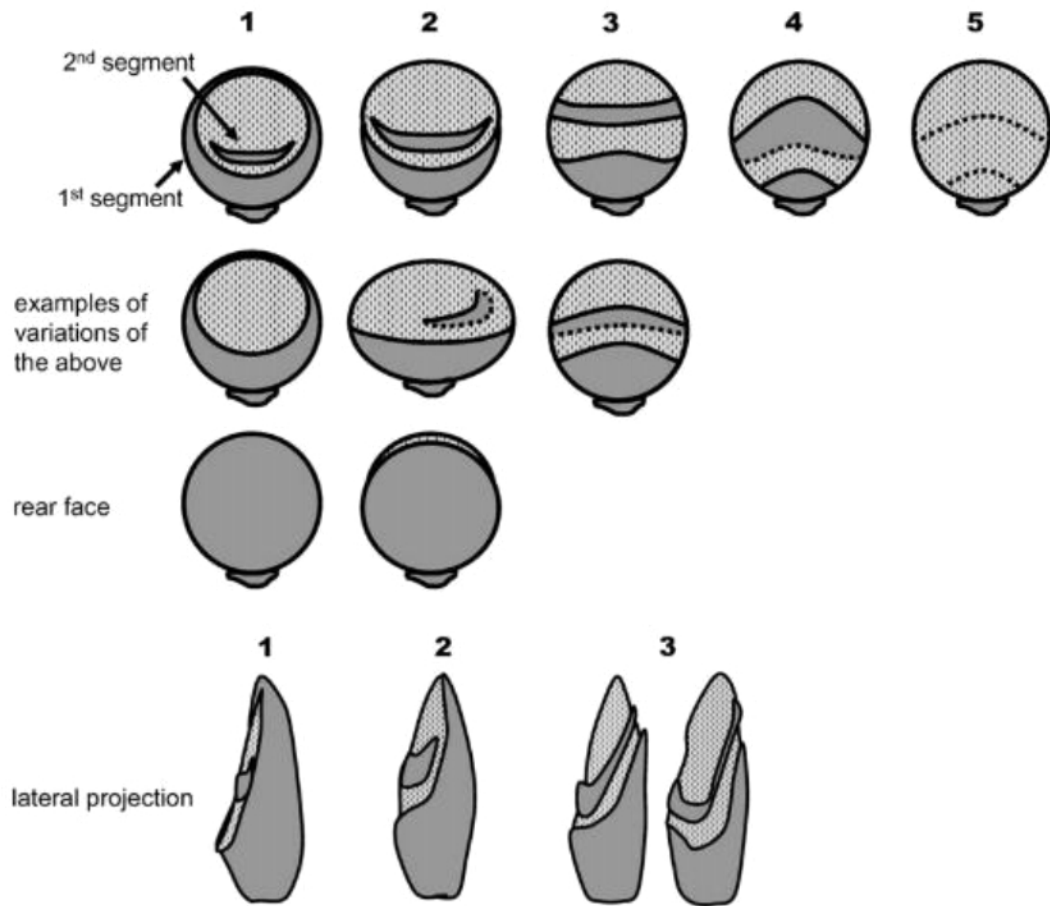 1 2 3 4 5
2nd segment
1st segment
examples of
variations of
the above
rear face
1 2 3
lateral projection